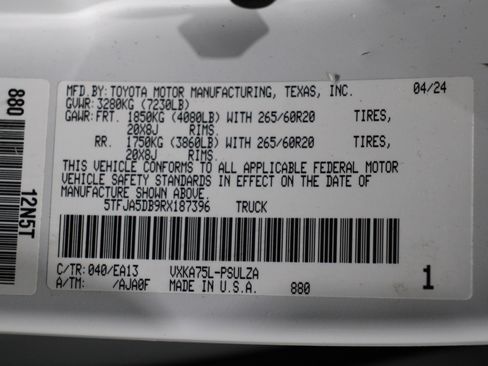 MFD.BY: TOYOTA MOTOR MANUFACTURING, TEXAS, INC. 04/24
GVWR: 3280KG (7230LB)
GAWR: FRT. 1850KG (4080LB) WITH 265/60R20 TIRES,
20X8J RIMS.
RR. 1750KG (3860LB) WITH 265/60R20 TIRES,
20X8J RIMS.
THIS VEHICLE CONFORMS TO ALL APPLICABLE FEDERAL MOTOR
VEHICLE SAFETY STANDARDS IN EFFECT ON THE DATE OF
MANUFACTURE SHOWN ABOVE.
5TFJA5DB9RX187396 TRUCK
C/TR: 040/EA13 VXKA75L-PSULZA 1
A/TM: /AJA0F MADE IN U.S.A. 880
880
12N5T